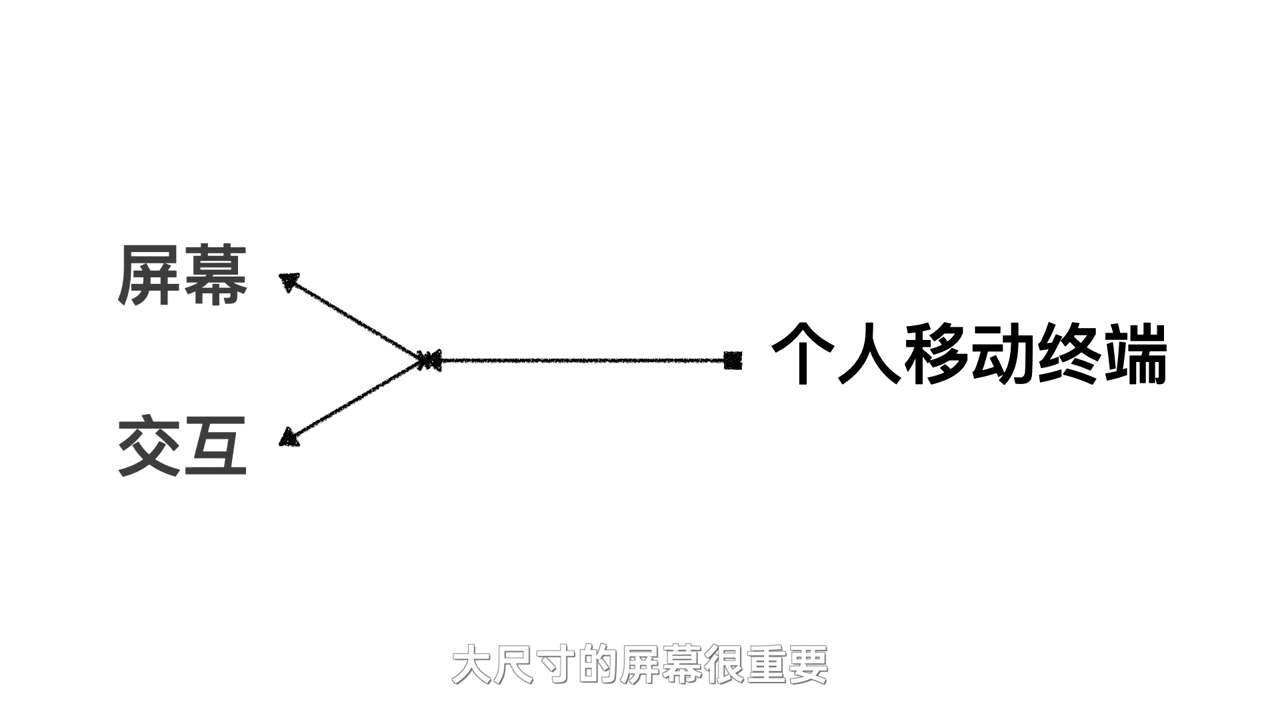 屏幕
个人移动终端
交互
大尺寸的屏幕很重要